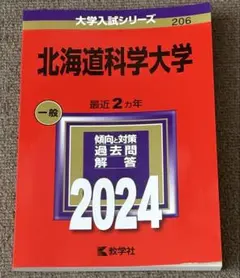 大学入試シリーズ
206
北海道科学大学
一般
最近2ヵ年
傾向と対策
過去問
解答
2024
教学社